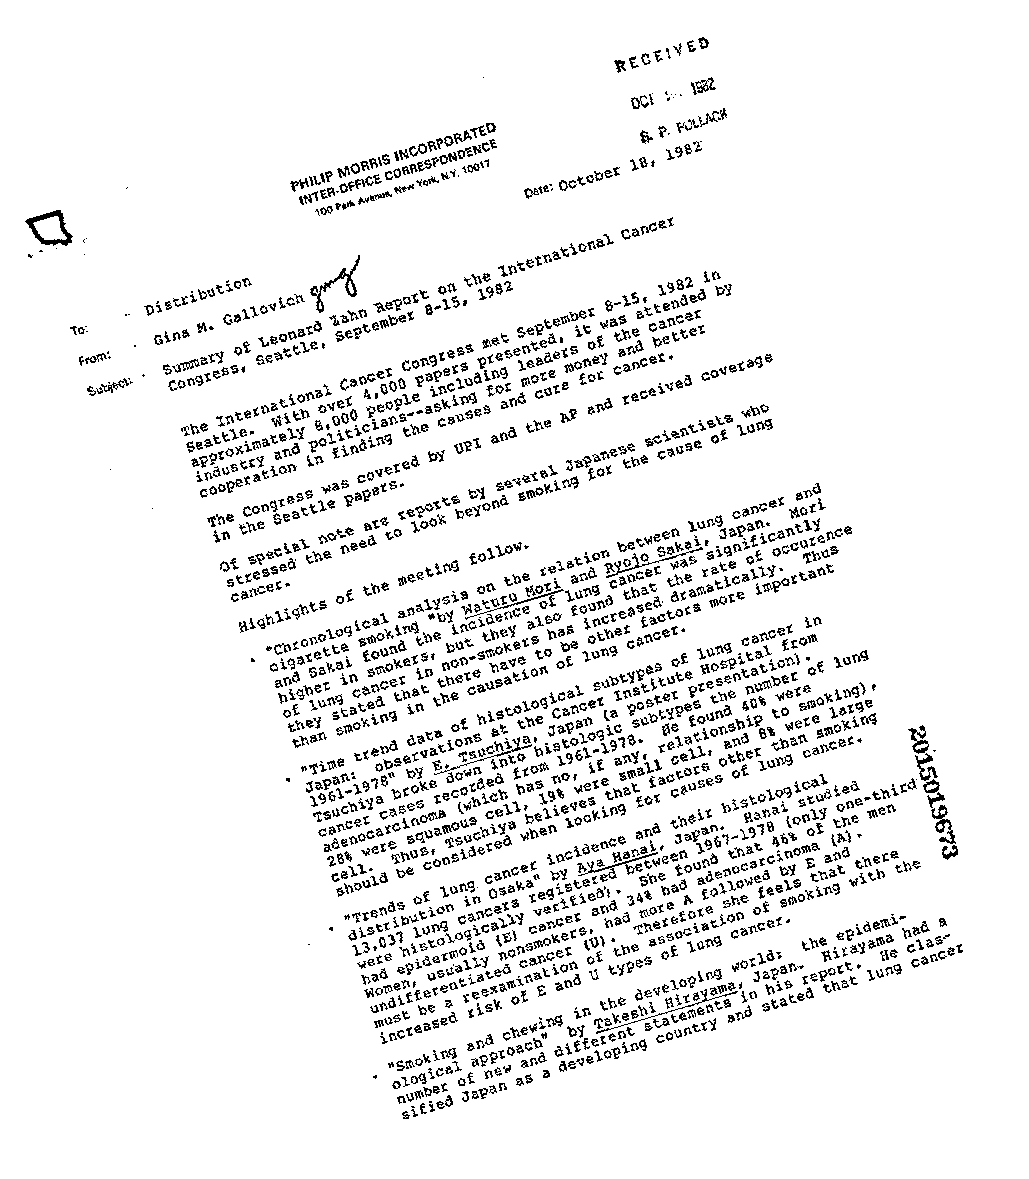 RECEIVED
OCT 1982
S. P. POLLACK
PHILIP MORRIS INCORPORATED
INTER-OFFICE CORRESPONDENCE
100 Park Avenue, New York, N.Y. 10017
Date: October 18, 1982
To: Distribution
From: Gina M. Gallovich gmg
Subject: Summary of Leonard Zahn Report on the International Cancer
Congress, Seattle, September 8-15, 1982
The International Cancer Congress met September 8-15, 1982 in
Seattle. With over 4,000 papers presented, it was attended by
approximately 8,000 people including leaders of the cancer
industry and politicians--asking for more money and better
cooperation in finding the causes and cure for cancer.
The Congress was covered by UPI and the AP and received coverage
in the Seattle papers.
Of special note are reports by several Japanese scientists who
stressed the need to look beyond smoking for the cause of lung
cancer.
Highlights of the meeting follow.
• "Chronological analysis on the relation between lung cancer and
cigarette smoking "by Waturu Mori and Ryojo Sakai, Japan. Mori
and Sakai found the incidence of lung cancer was significantly
higher in smokers, but they also found that the rate of occurence
of lung cancer in non-smokers has increased dramatically. Thus
they stated that there have to be other factors more important
than smoking in the causation of lung cancer.
• "Time trend data of histological subtypes of lung cancer in
Japan: observations at the Cancer Institute Hospital from
1961-1978" by E. Tsuchiya, Japan (a poster presentation).
Tsuchiya broke down into histologic subtypes the number of lung
cancer cases recorded from 1961-1978. He found 40% were
adenocarcinoma (which has no, if any, relationship to smoking),
28% were squamous cell, 19% were small cell, and 8% were large
cell. Thus, Tsuchiya believes that factors other than smoking
should be considered when looking for causes of lung cancer.
• "Trends of lung cancer incidence and their histological
distribution in Osaka" by Aya Hanai, Japan. Hanai studied
13,037 lung cancers registered between 1967-1978 (only one-third
were histologically verified). She found that 46% of the men
had epidermoid (E) cancer and 34% had adenocarcinoma (A).
Women, usually nonsmokers, had more A followed by E and
undifferentiated cancer (U). Therefore she feels that there
must be a reexamination of the association of smoking with the
increased risk of E and U types of lung cancer.
• "Smoking and chewing in the developing world: the epidemi-
ological approach" by Takeshi Hirayama, Japan. Hirayama had a
number of new and different statements in his report. He clas-
sified Japan as a developing country and stated that lung cancer
2015019673